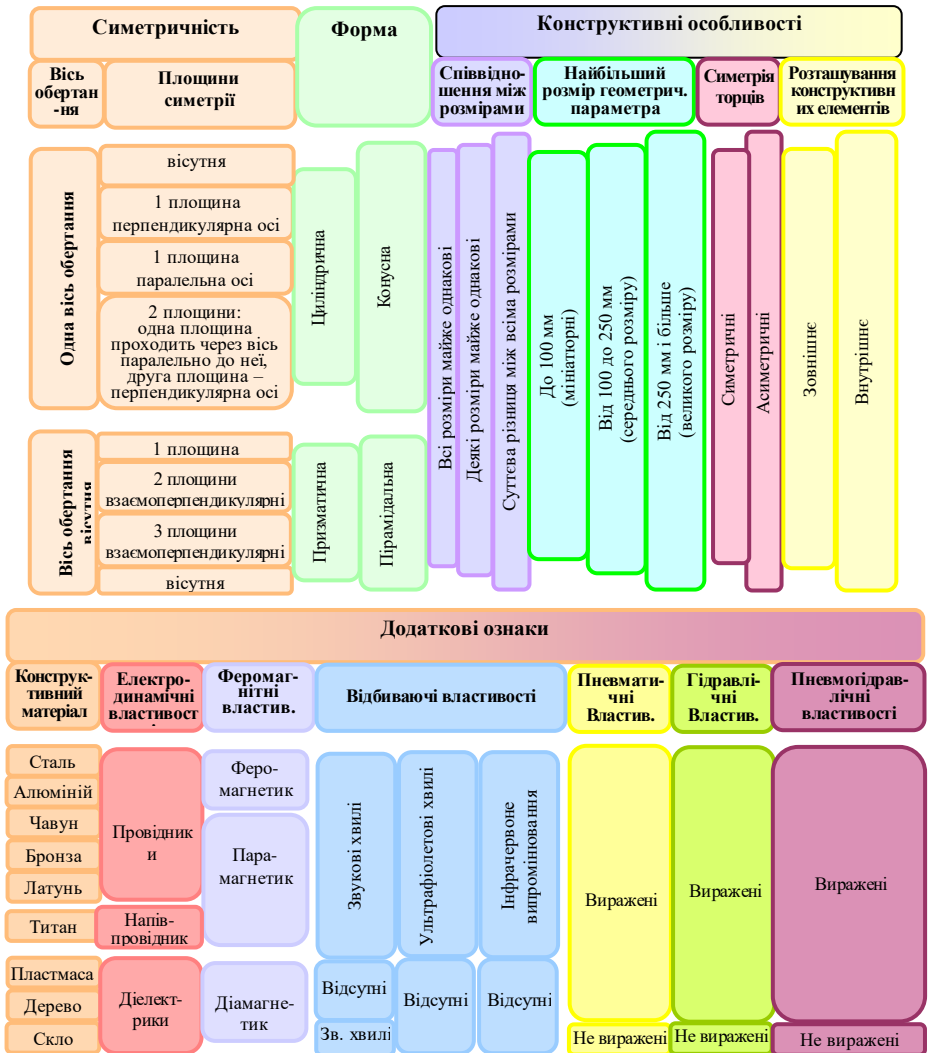 Симетричність
Форма
Конструктивні особливості
Вісь
обертан
-ня
Площини
симетрії
Співвідно-
шення між
розмірами
Найбільший
розмір геометрич.
параметра
Симетрія
торців
Розташування
конструктивн
их елементів
Одна вісь обертання
вісутня
1 площина
перпендикулярна осі
1 площина
паралельна осі
2 площини:
одна площина
проходить через вісь
паралельно до неї,
друга площина –
перпендикулярна осі
Циліндрична
Конусна
Всі розміри майже однакові
Деякі розміри майже однакові
Суттєва різниця між всіма розмірами
До 100 мм
(мініатюрні)
Від 100 до 250 мм
(середнього розміру)
Від 250 мм і більше
(великого розміру)
Симетричні
Асиметричні
Зовнішнє
Внутрішнє
Вісь обертання
вісутня
1 площина
2 площини
взаємоперпендикулярні
3 площини
взаємоперпендикулярні
вісутня
Призматична
Пірамідальна
Додаткові ознаки
Конструк-
тивний
матеріал
Електро-
динамічні
властивост
Феромаг-
нітні
властив.
Відбиваючі властивості
Пневмати-
чні
Властив.
Гідравлі-
чні
Властив.
Пневмогідрав-
лічні
властивості
Сталь
Алюміній
Чавун
Бронза
Латунь
Титан
Пластмаса
Дерево
Скло
Провідник
и
Напів-
провідник
Діелект-
рики
Феро-
магнетик
Пара-
магнетик
Діамагне-
тик
Звукові хвилі
Ультрафіолетові хвилі
Інфрачервоне
випромінювання
Відсутні
Зв. хвилі
Відсутні
Відсутні
Виражені
Не виражені
Виражені
Не виражені
Виражені
Не виражені